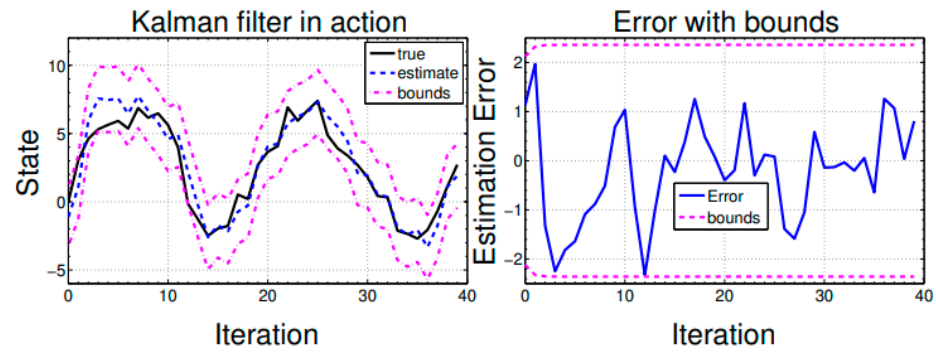 Kalman filter in action
State
10
5
0
−5
true
estimate
bounds
0
10
20
30
40
Iteration
Error with bounds
Estimation Error
2
1
0
−1
−2
Error
bounds
0
10
20
30
40
Iteration